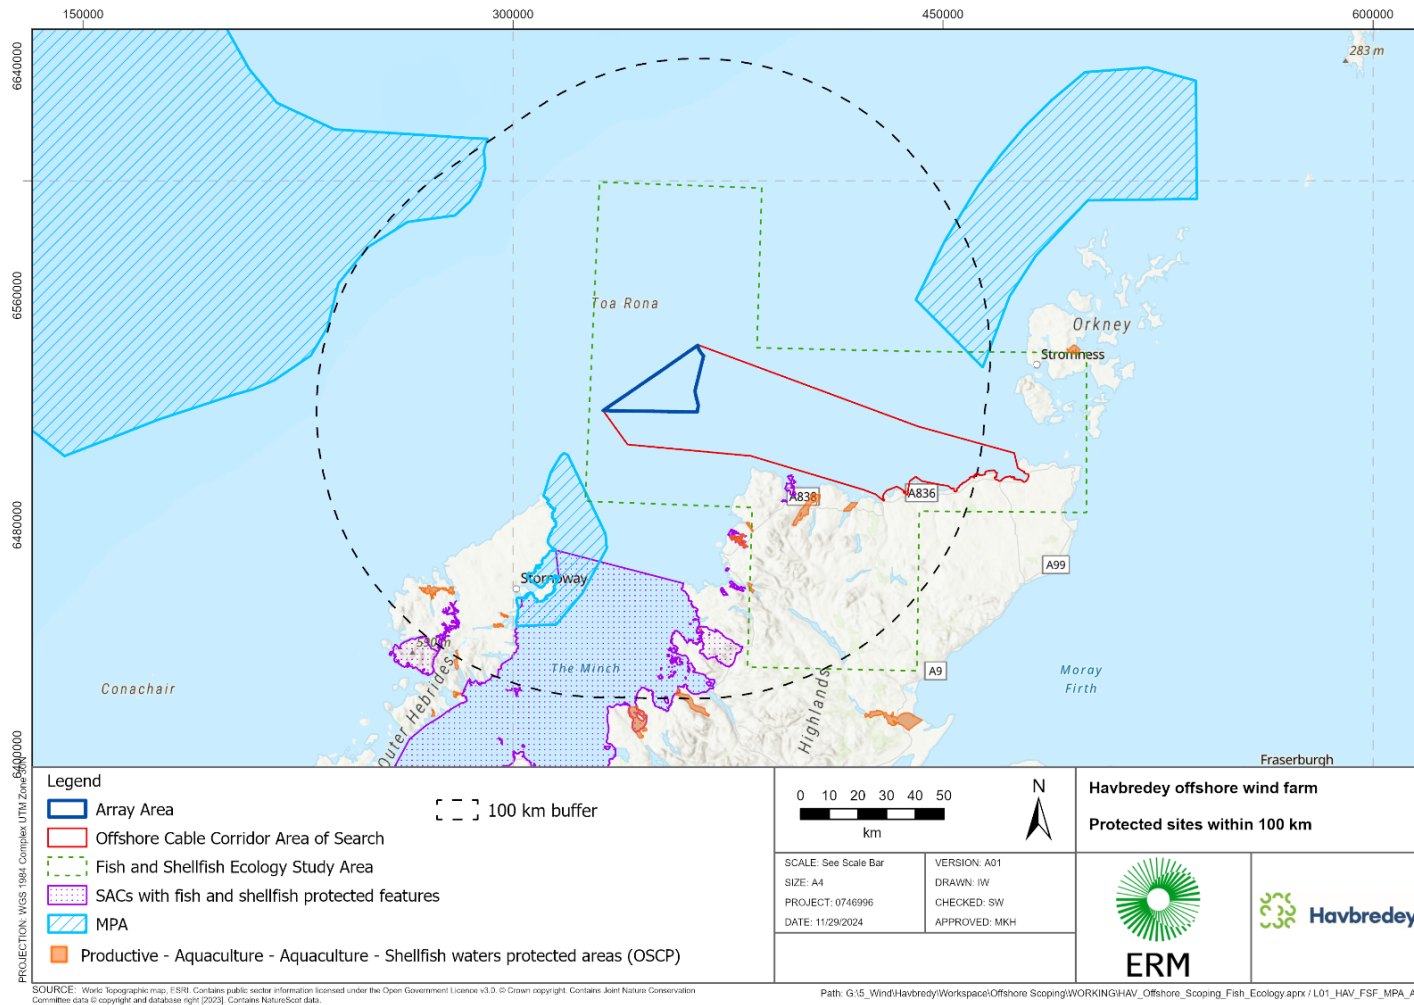 150000
300000
450000
600000
6640000
6560000
6480000
6400000
283 m
Toa Rona
Orkney
Stromness
A838
A836
A99
Stornoway
The Minch
Conachair
Outer Hebrides
Highlands
A9
Moray
Firth
Fraserburgh
PROJECTION: WGS 1984 Complex UTM Zone 30N
Legend
Array Area
100 km buffer
Offshore Cable Corridor Area of Search
Fish and Shellfish Ecology Study Area
SACs with fish and shellfish protected features
MPA
Productive - Aquaculture - Aquaculture - Shellfish waters protected areas (OSCP)
0 10 20 30 40 50
km
N
SCALE: See Scale Bar
VERSION: A01
SIZE: A4
DRAWN: IW
PROJECT: 0746996
CHECKED: SW
DATE: 11/29/2024
APPROVED: MKH
Havbredey offshore wind farm
Protected sites within 100 km
ERM
Havbredey
SOURCE: World Topographic map, ESRI. Contains public sector information licensed under the Open Government Licence v3.0. © Crown copyright. Contains Joint Nature Conservation
Committee data © copyright and database right [2023]. Contains NatureScot data.
Path: G:\5_Wind\Havbredy\Workspace\Offshore Scoping\WORKING\HAV_Offshore_Scoping_Fish_Ecology.aprx / L01_HAV_FSF_MPA_A